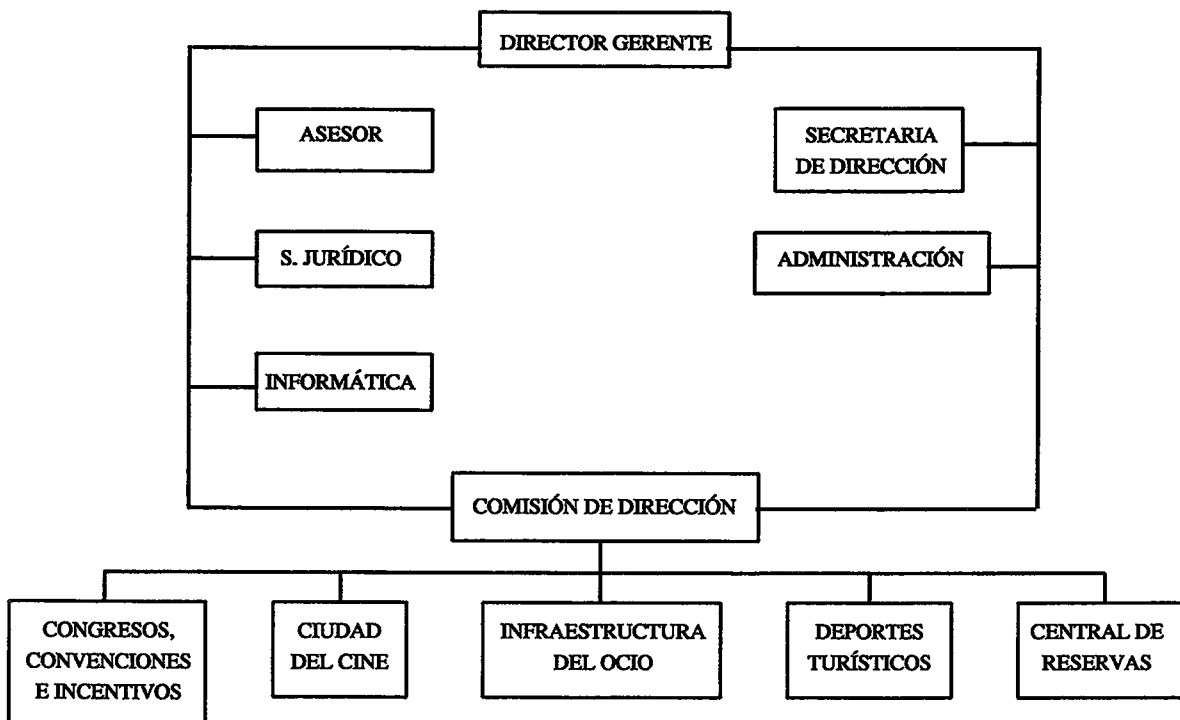 DIRECTOR GERENTE
ASESOR
SECRETARIA
DE DIRECCIÓN
S. JURÍDICO
ADMINISTRACIÓN
INFORMÁTICA
COMISIÓN DE DIRECCIÓN
CONGRESOS,
CONVENCIONES
E INCENTIVOS
CIUDAD
DEL CINE
INFRAESTRUCTURA
DEL OCIO
DEPORTES
TURÍSTICOS
CENTRAL DE
RESERVAS